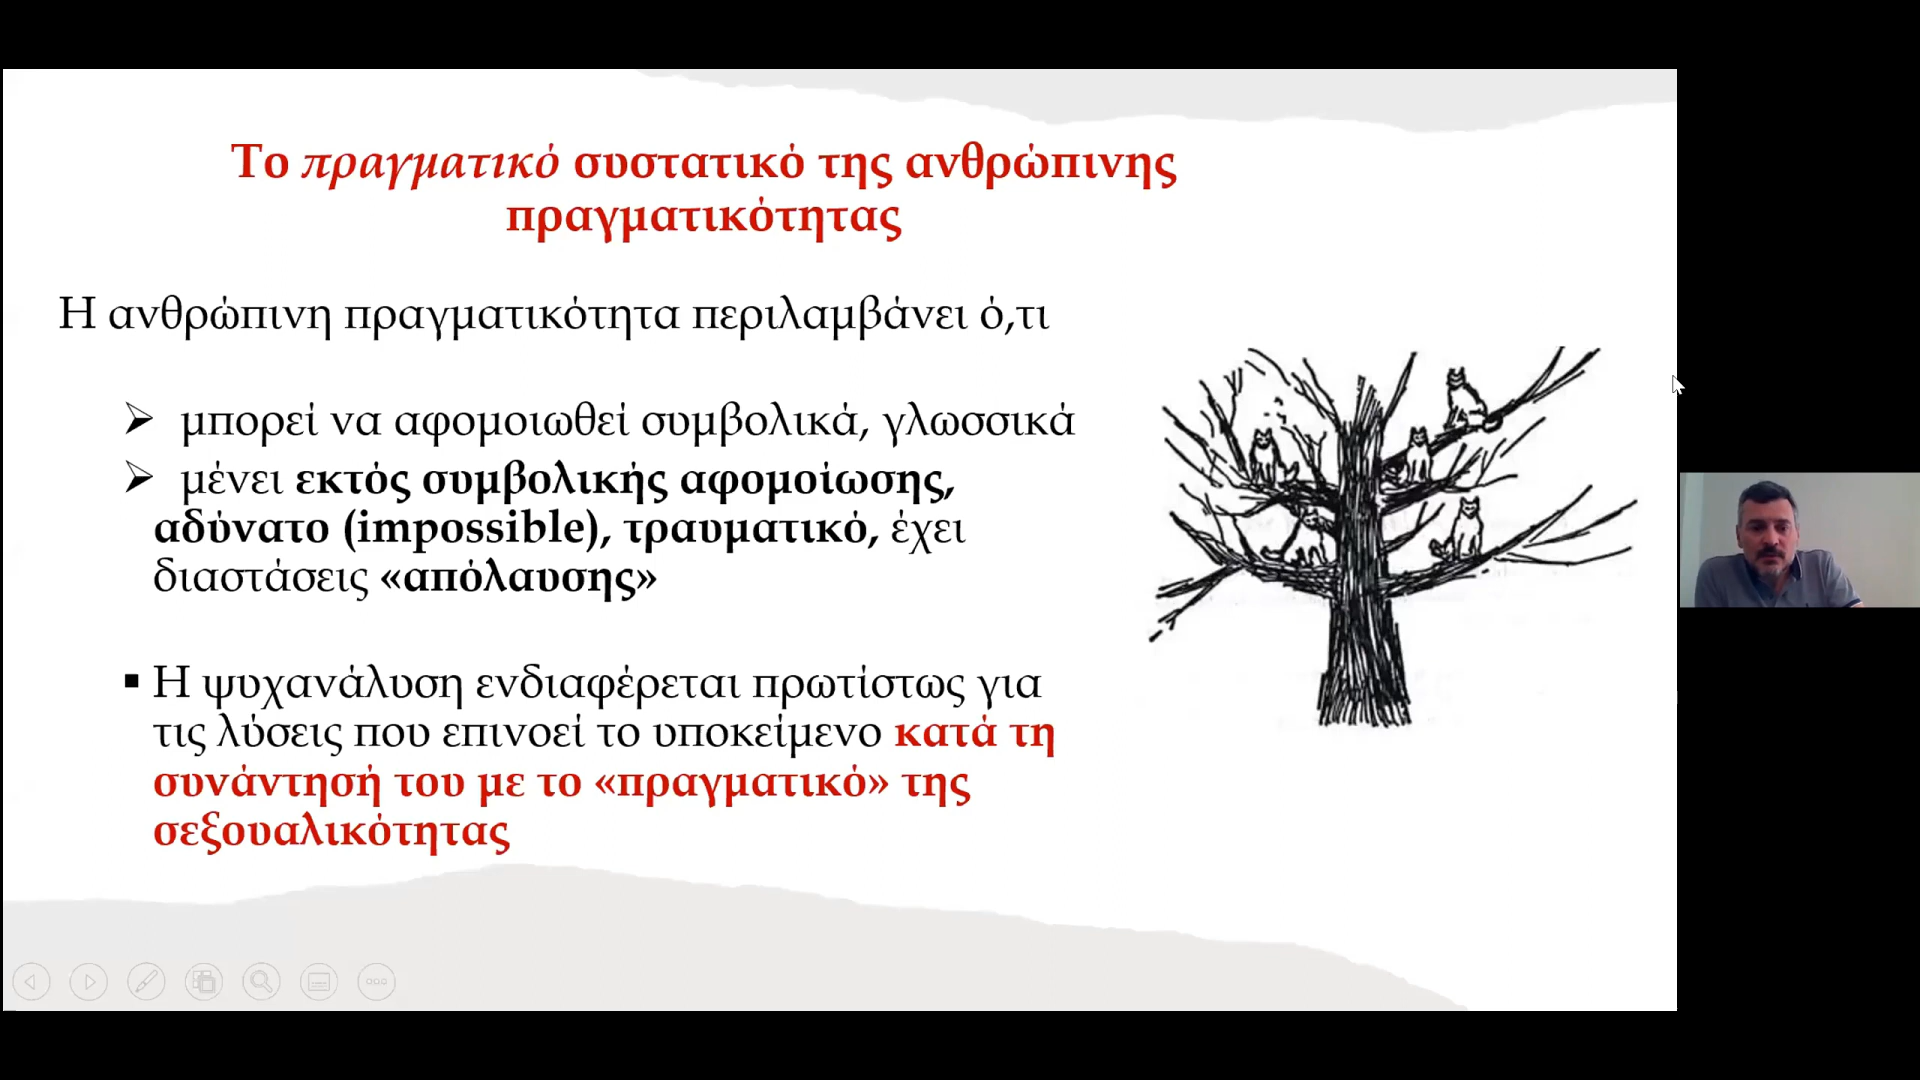 Το πραγματικό συστατικό της ανθρώπινης
πραγματικότητας
Η ανθρώπινη πραγματικότητα περιλαμβάνει ό,τι
➢ μπορεί να αφομοιωθεί συμβολικά, γλωσσικά
➢ μένει εκτός συμβολικής αφομοίωσης,
αδύνατο (impossible), τραυματικό, έχει
διαστάσεις «απόλαυσης»
▪ Η ψυχανάλυση ενδιαφέρεται πρωτίστως για
τις λύσεις που επινοεί το υποκείμενο κατά τη
συνάντησή του με το «πραγματικό» της
σεξουαλικότητας